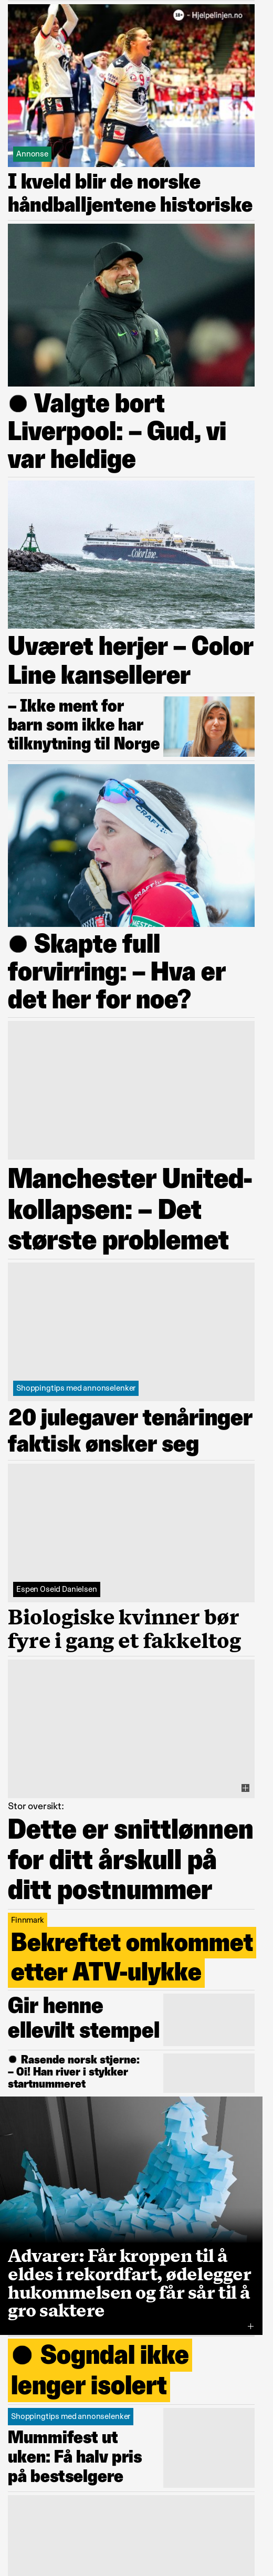 18+ - Hjelpelinjen.no
Annonse
I kveld blir de norske
håndballjentene historiske
● Valgte bort
Liverpool: – Gud, vi
var heldige
Color Line
Uværet herjer – Color
Line kansellerer
– Ikke ment for
barn som ikke har
tilknytning til Norge
CRAFT
CRAFT
● Skapte full
forvirring: – Hva er
det her for noe?
Manchester United-
kollapsen: – Det
største problemet
Shoppingtips med annonselenker
20 julegaver tenåringer
faktisk ønsker seg
Espen Oseid Danielsen
Biologiske kvinner bør
fyre i gang et fakkeltog
Stor oversikt:
Dette er snittlønnen
for ditt årskull på
ditt postnummer
Finnmark
Bekreftet omkommet
etter ATV-ulykke
Gir henne
ellevilt stempel
● Rasende norsk stjerne:
– Oi! Han river i stykker
startnummeret
Advarer: Får kroppen til å
eldes i rekordfart, ødelegger
hukommelsen og får sår til å
gro saktere
● Sogndal ikke
lenger isolert
Shoppingtips med annonselenker
Mummifest ut
uken: Få halv pris
på bestselgere